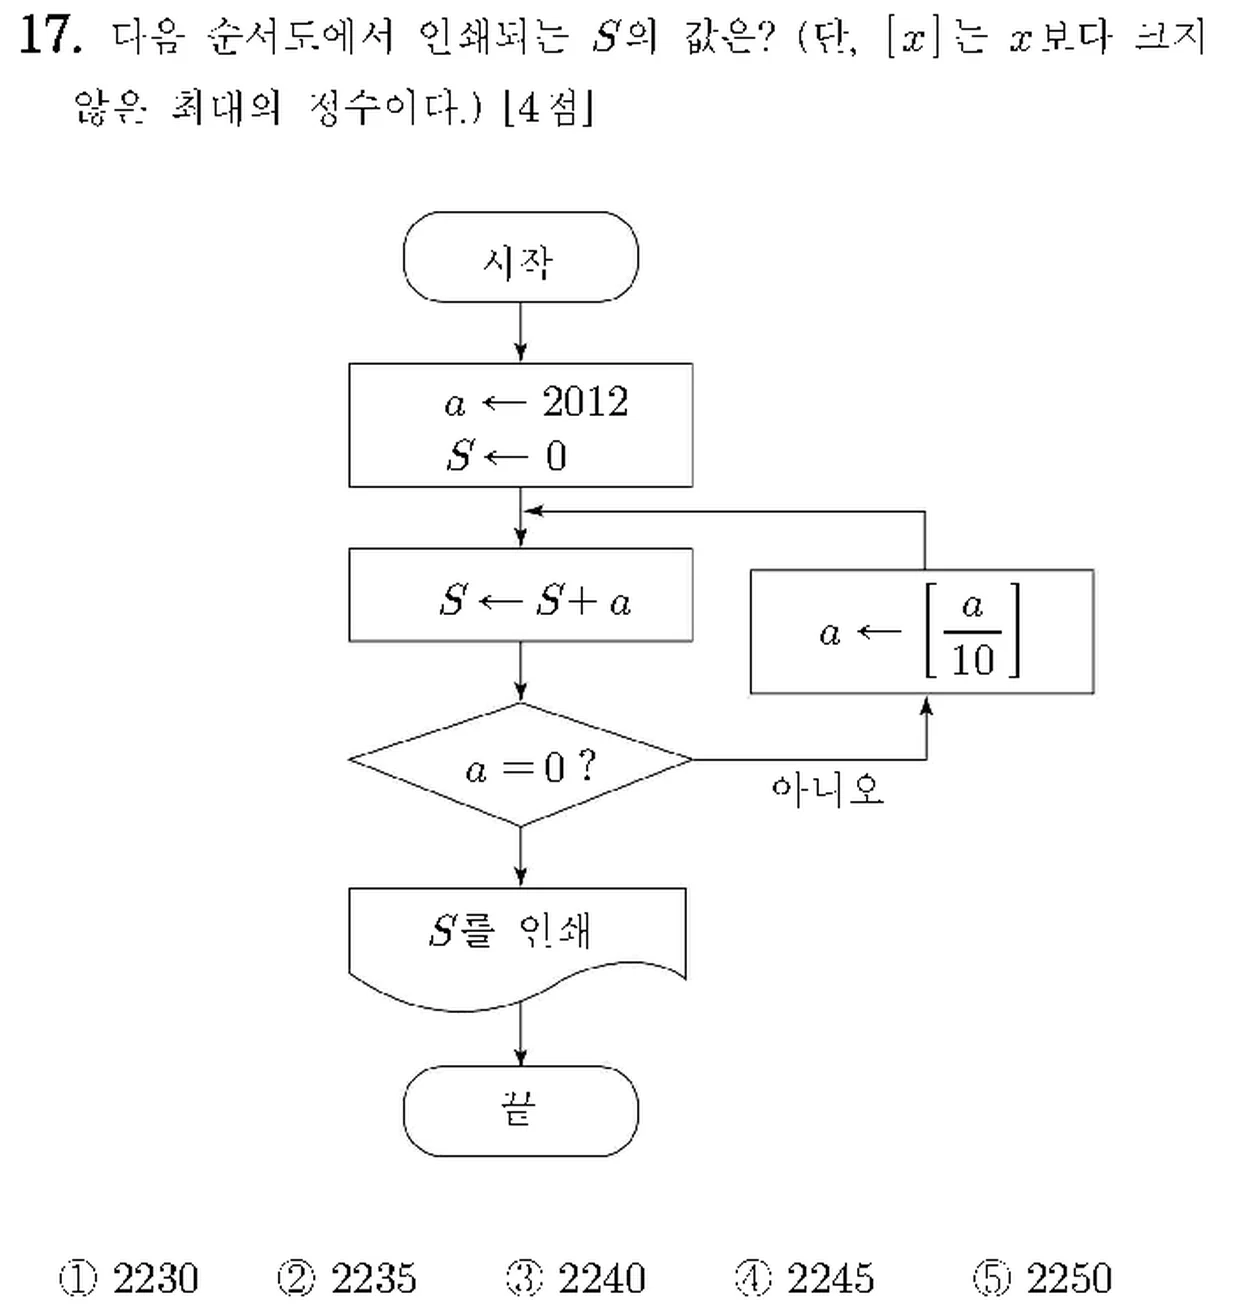 17. 다음 순서도에서 인쇄되는 S의 값은? (단, [x]는 x보다 크지
않은 최대의 정수이다.) [4점]
시작
a ← 2012
S ← 0
S ← S + a
a ← [a/10]
a = 0 ?
아니오
S를 인쇄
끝
① 2230 ② 2235 ③ 2240 ④ 2245 ⑤ 2250